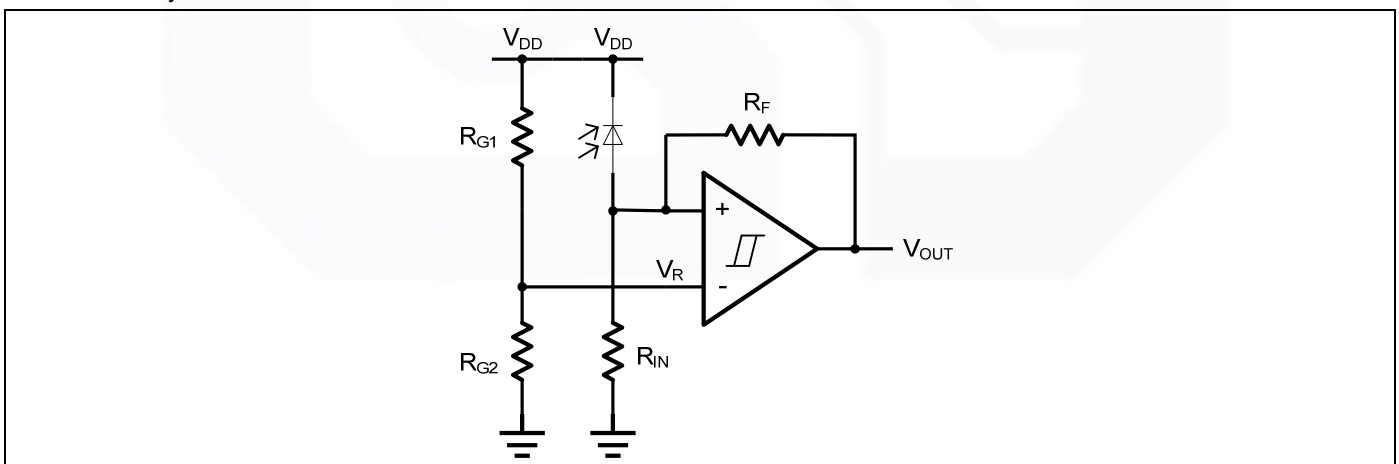 VDD VDD
RF
RG1
+
VOUT
VR
-
RG2
RIN